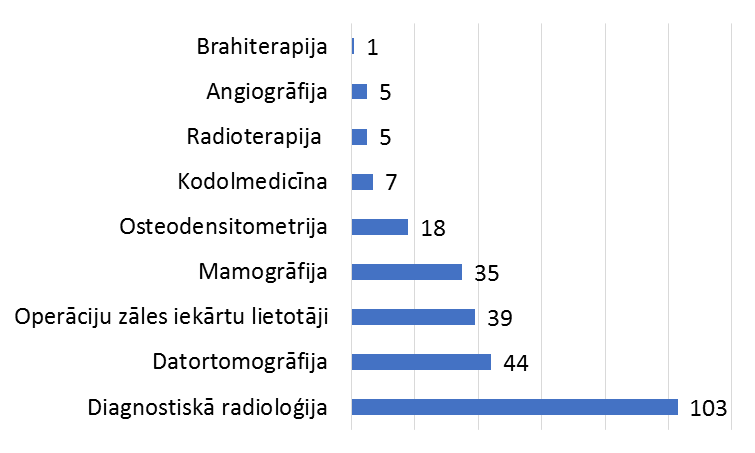 Brahiterapija 1
Angiogrāfija 5
Radioterapija 5
Kodolmedicīna 7
Osteodensitometrija 18
Mamogrāfija 35
Operāciju zāles iekārtu lietotāji 39
Datortomogrāfija 44
Diagnostiskā radioloģija 103